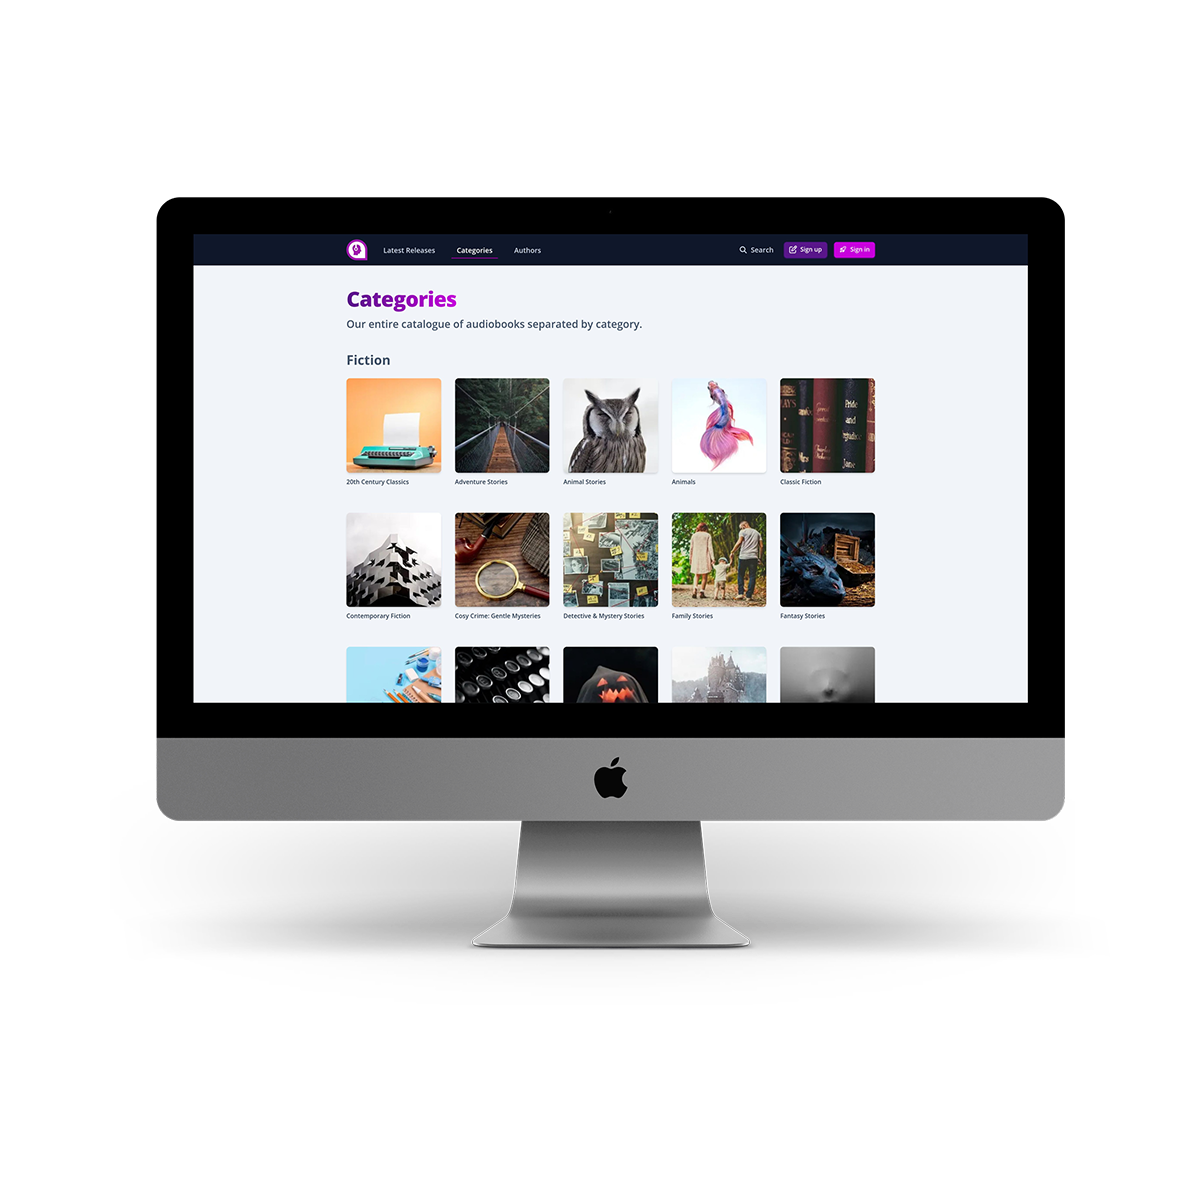 Latest Releases
Categories
Authors
Search
Sign up
Sign in
Categories
Our entire catalogue of audiobooks separated by category.
Fiction
Pride
and
20th Century Classics
Adventure Stories
Animal Stories
Animals
Classic Fiction
Contemporary Fiction
Cosy Crime: Gentle Mysteries
Detective & Mystery Stories
Family Stories
Fantasy Stories